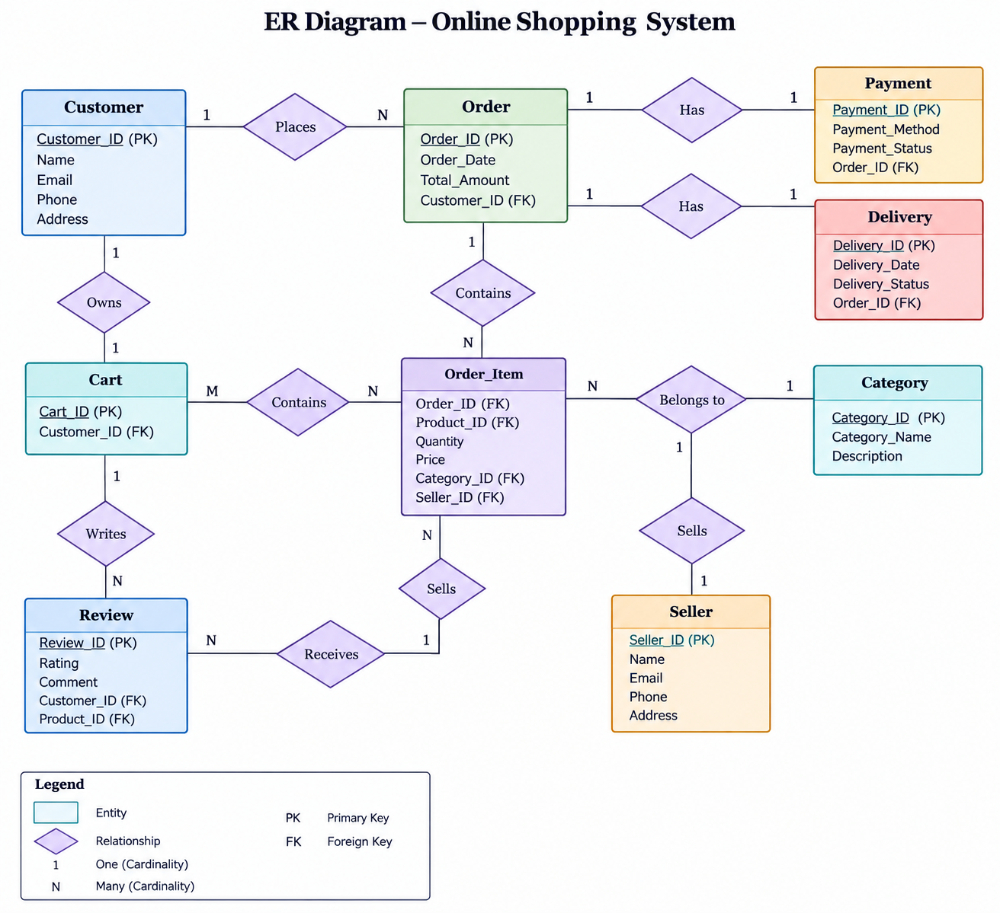 ER Diagram – Online Shopping System
Customer
Customer_ID (PK)
Name
Email
Phone
Address
1
Places
N
Order
Order_ID (PK)
Order_Date
Total_Amount
Customer_ID (FK)
1
Has
1
Payment
Payment_ID (PK)
Payment_Method
Payment_Status
Order_ID (FK)
1
Has
1
Delivery
Delivery_ID (PK)
Delivery_Date
Delivery_Status
Order_ID (FK)
1
Owns
1
1
Contains
N
Cart
Cart_ID (PK)
Customer_ID (FK)
M
Contains
N
Order_Item
Order_ID (FK)
Product_ID (FK)
Quantity
Price
Category_ID (FK)
Seller_ID (FK)
N
Belongs to
1
Category
Category_ID (PK)
Category_Name
Description
1
Writes
N
N
Sells
1
1
Sells
1
Review
Review_ID (PK)
Rating
Comment
Customer_ID (FK)
Product_ID (FK)
N
Receives
Seller
Seller_ID (PK)
Name
Email
Phone
Address
Legend
Entity
Relationship
1 One (Cardinality)
N Many (Cardinality)
PK Primary Key
FK Foreign Key